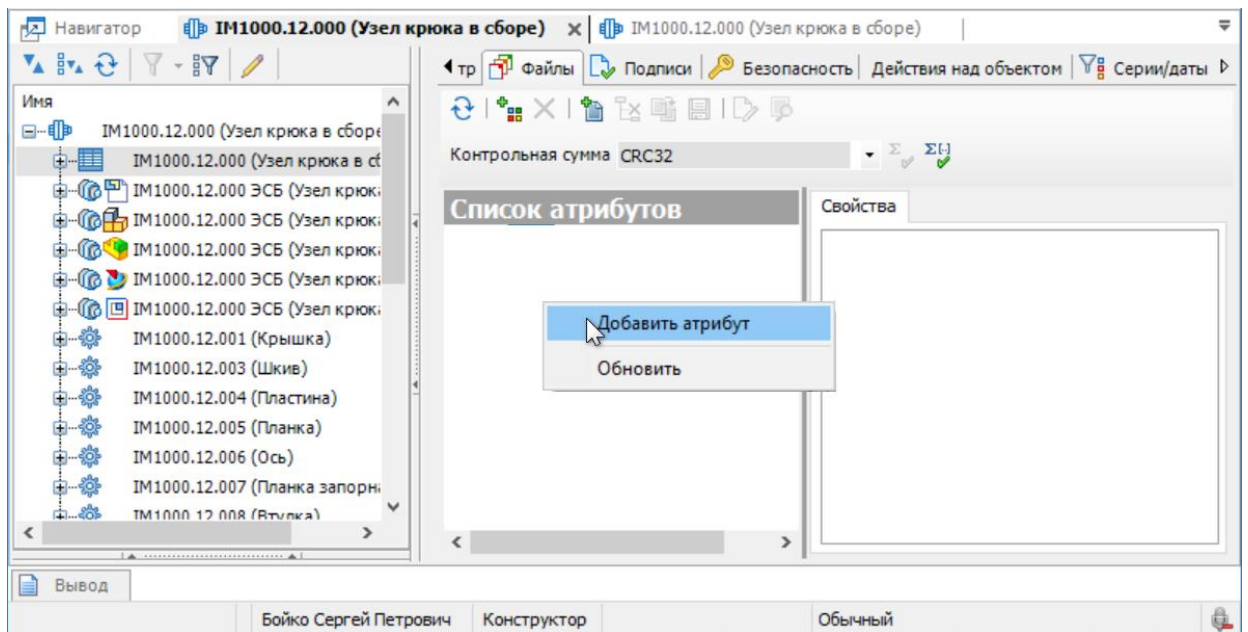 Навигатор
IM1000.12.000 (Узел крюка в сборе)
IM1000.12.000 (Узел крюка в сборе)
тр
Файлы
Подписи
Безопасность
Действия над объектом
Серии/даты
Имя
IM1000.12.000 (Узел крюка в сборе
IM1000.12.000 (Узел крюка в сб
IM1000.12.000 ЭСБ (Узел крюка
IM1000.12.000 ЭСБ (Узел крюка
IM1000.12.000 ЭСБ (Узел крюка
IM1000.12.000 ЭСБ (Узел крюка
IM1000.12.000 ЭСБ (Узел крюка
IM1000.12.001 (Крышка)
IM1000.12.003 (Шкив)
IM1000.12.004 (Пластина)
IM1000.12.005 (Планка)
IM1000.12.006 (Ось)
IM1000.12.007 (Планка запорна
IM1000.12.008 (Втулка)
Контрольная сумма CRC32
Список атрибутов
Добавить атрибут
Обновить
Свойства
Вывод
Бойко Сергей Петрович
Конструктор
Обычный